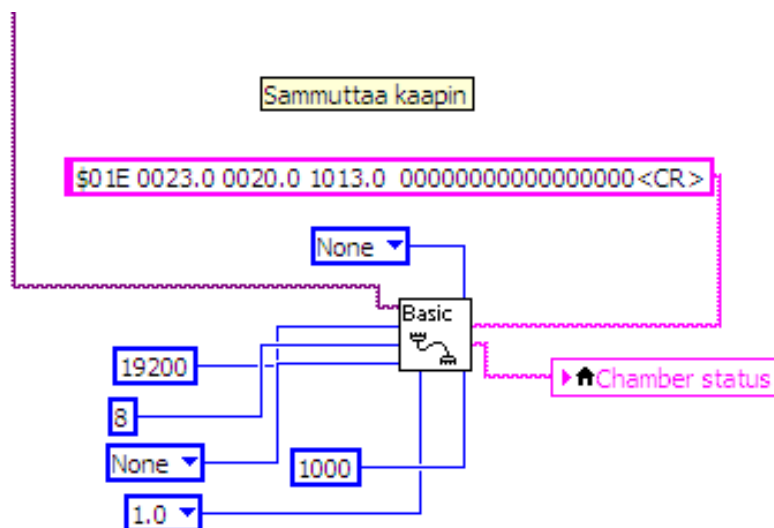 Sammuttaa kaapin
$01E 0023.0 0020.0 1013.0  00000000000000000<CR>
None
Basic
19200
Chamber status
8
None
1000
1.0